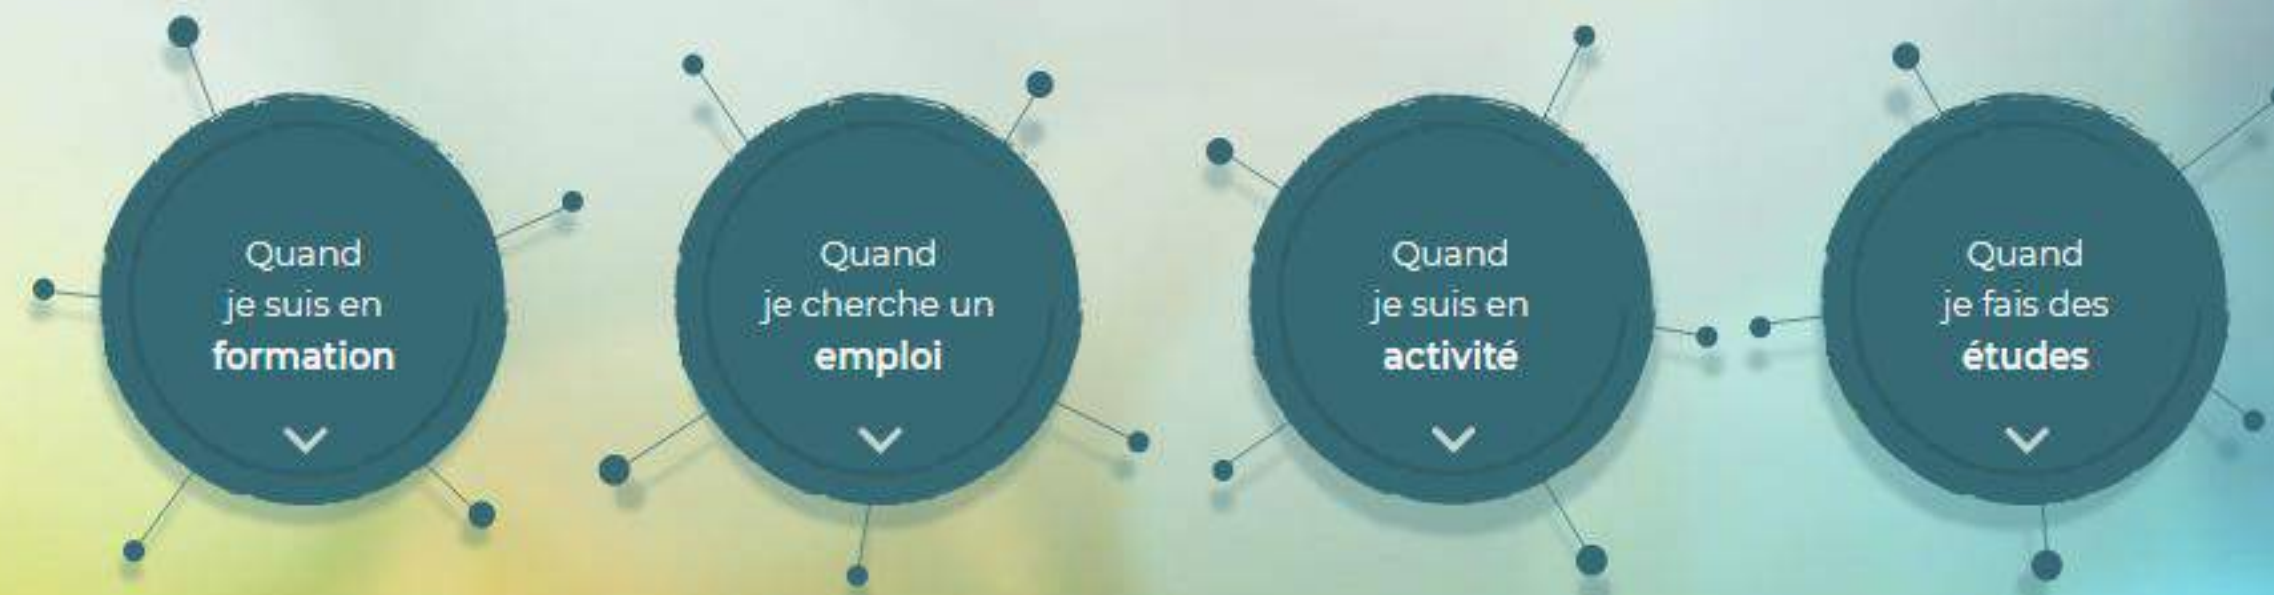 Quand
je suis en
formation
Quand
je cherche un
emploi
Quand
je suis en
activité
Quand
je fais des
études